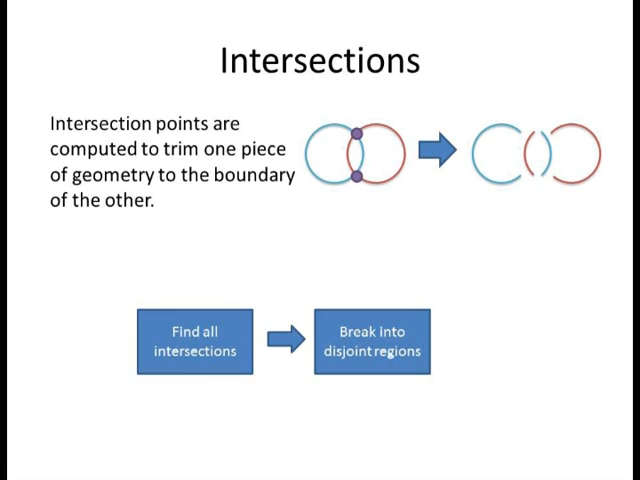 Intersections
Intersection points are
computed to trim one piece
of geometry to the boundary
of the other.
Find all
intersections
Break into
disjoint regions